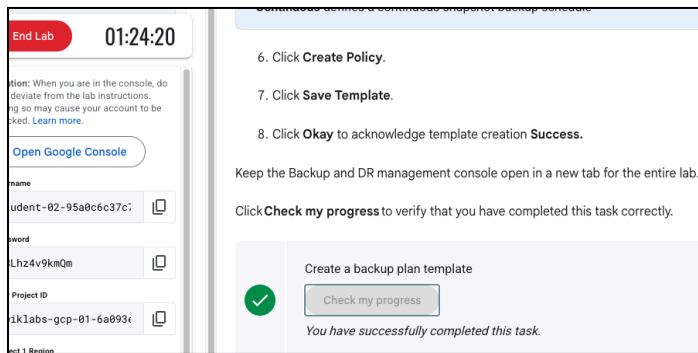 Continuous defines a continuous snapshot backup schedule
End Lab
01:24:20
ation: When you are in the console, do
deviate from the lab instructions.
ng so may cause your account to be
cked. Learn more.
Open Google Console
rname
udent-02-95a0c6c37c7
sword
Lhz4v9kmQm
Project ID
iklabs-gcp-01-6a093
ect 1 Region
6. Click Create Policy.
7. Click Save Template.
8. Click Okay to acknowledge template creation Success.
Keep the Backup and DR management console open in a new tab for the entire lab.
Click Check my progress to verify that you have completed this task correctly.
Create a backup plan template
Check my progress
You have successfully completed this task.